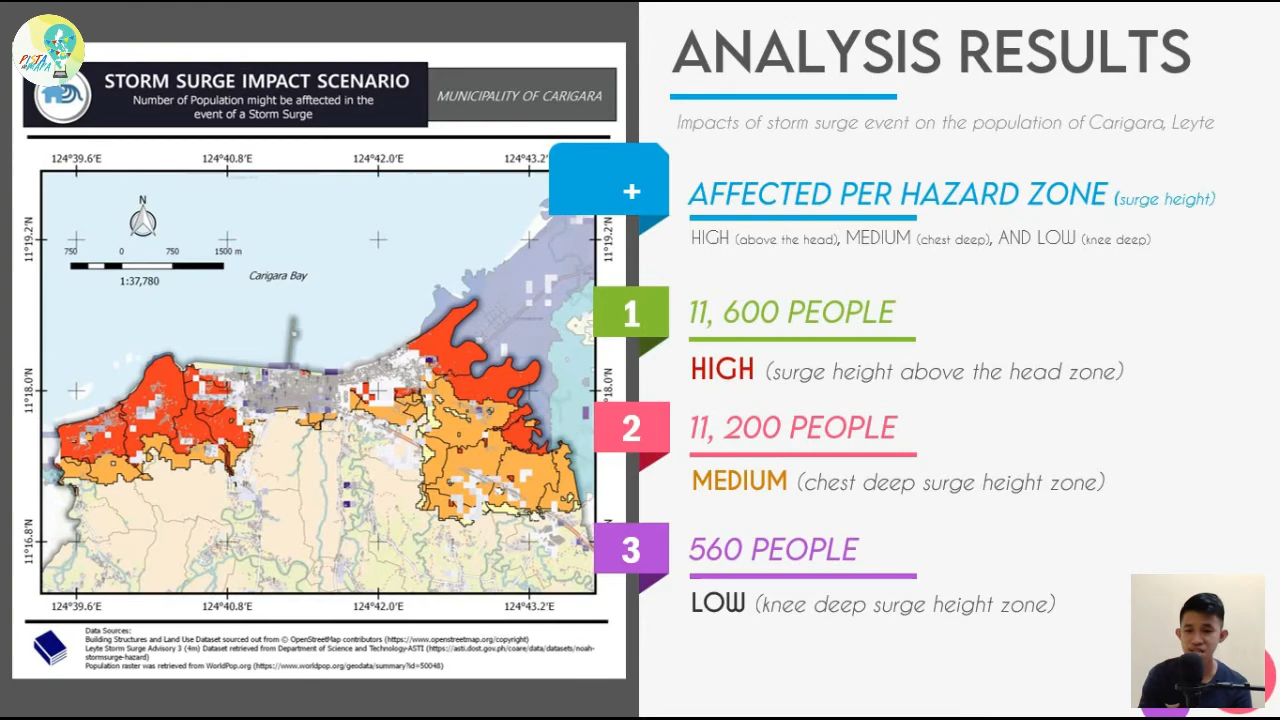 PISTA
NG MAPA
STORM SURGE IMPACT SCENARIO
Number of Population might be afftected in the
event of a Storm Surge
MUNICIPALITY OF CARIGARA
124°39.6'E 124°40.8'E 124°42.0'E 124°43.2'
11°19.2'N
11°18.0'N
11°16.8'N
N
750 0 750 1500 m
1:37,780
Carigara Bay
11°19.2'N
11°18.0'N
124°39.6'E 124°40.8'E 124°42.0'E 124°43.2'E
Data Sources:
Building Structures and Land Use Dataset sourced out from © OpenStreetMap contributors (https://www.openstreetmap.org/copyright)
Leyte Storm Surge Advisory 3 (4m) Dataset retrieved from Department of Science and Technology-ASTI (https://asti.dost.gov.ph/coare/data/datasets/noah-
stormsurge-hazard)
Population raster was retrieved from WorldPop.org (https://www.worldpop.org/geodata/summary?id=50048)
ANALYSIS RESULTS
Impacts of storm surge event on the population of Carigara, Leyte
+ AFFECTED PER HAZARD ZONE (surge height)
HIGH (above the head), MEDIUM (chest deep), AND LOW (knee deep)
1 11, 600 PEOPLE
HIGH (surge height above the head zone)
2 11, 200 PEOPLE
MEDIUM (chest deep surge height zone)
3 560 PEOPLE
LOW (knee deep surge height zone)